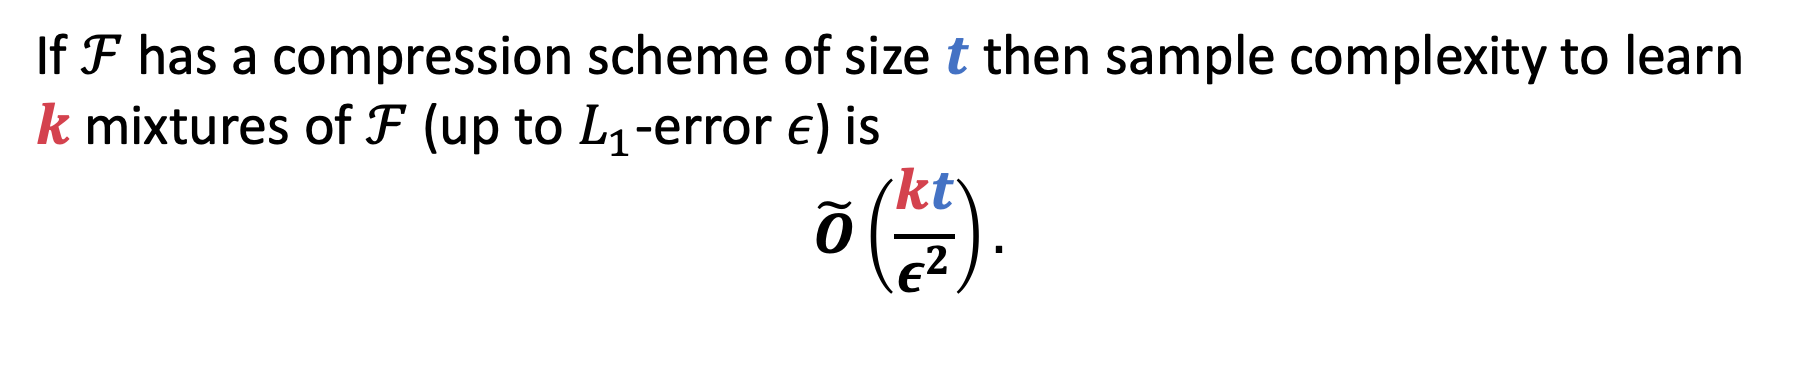 If ℱ has a compression scheme of size t then sample complexity to learn
k mixtures of ℱ (up to L₁-error ϵ) is
Õ(kt/ϵ²).